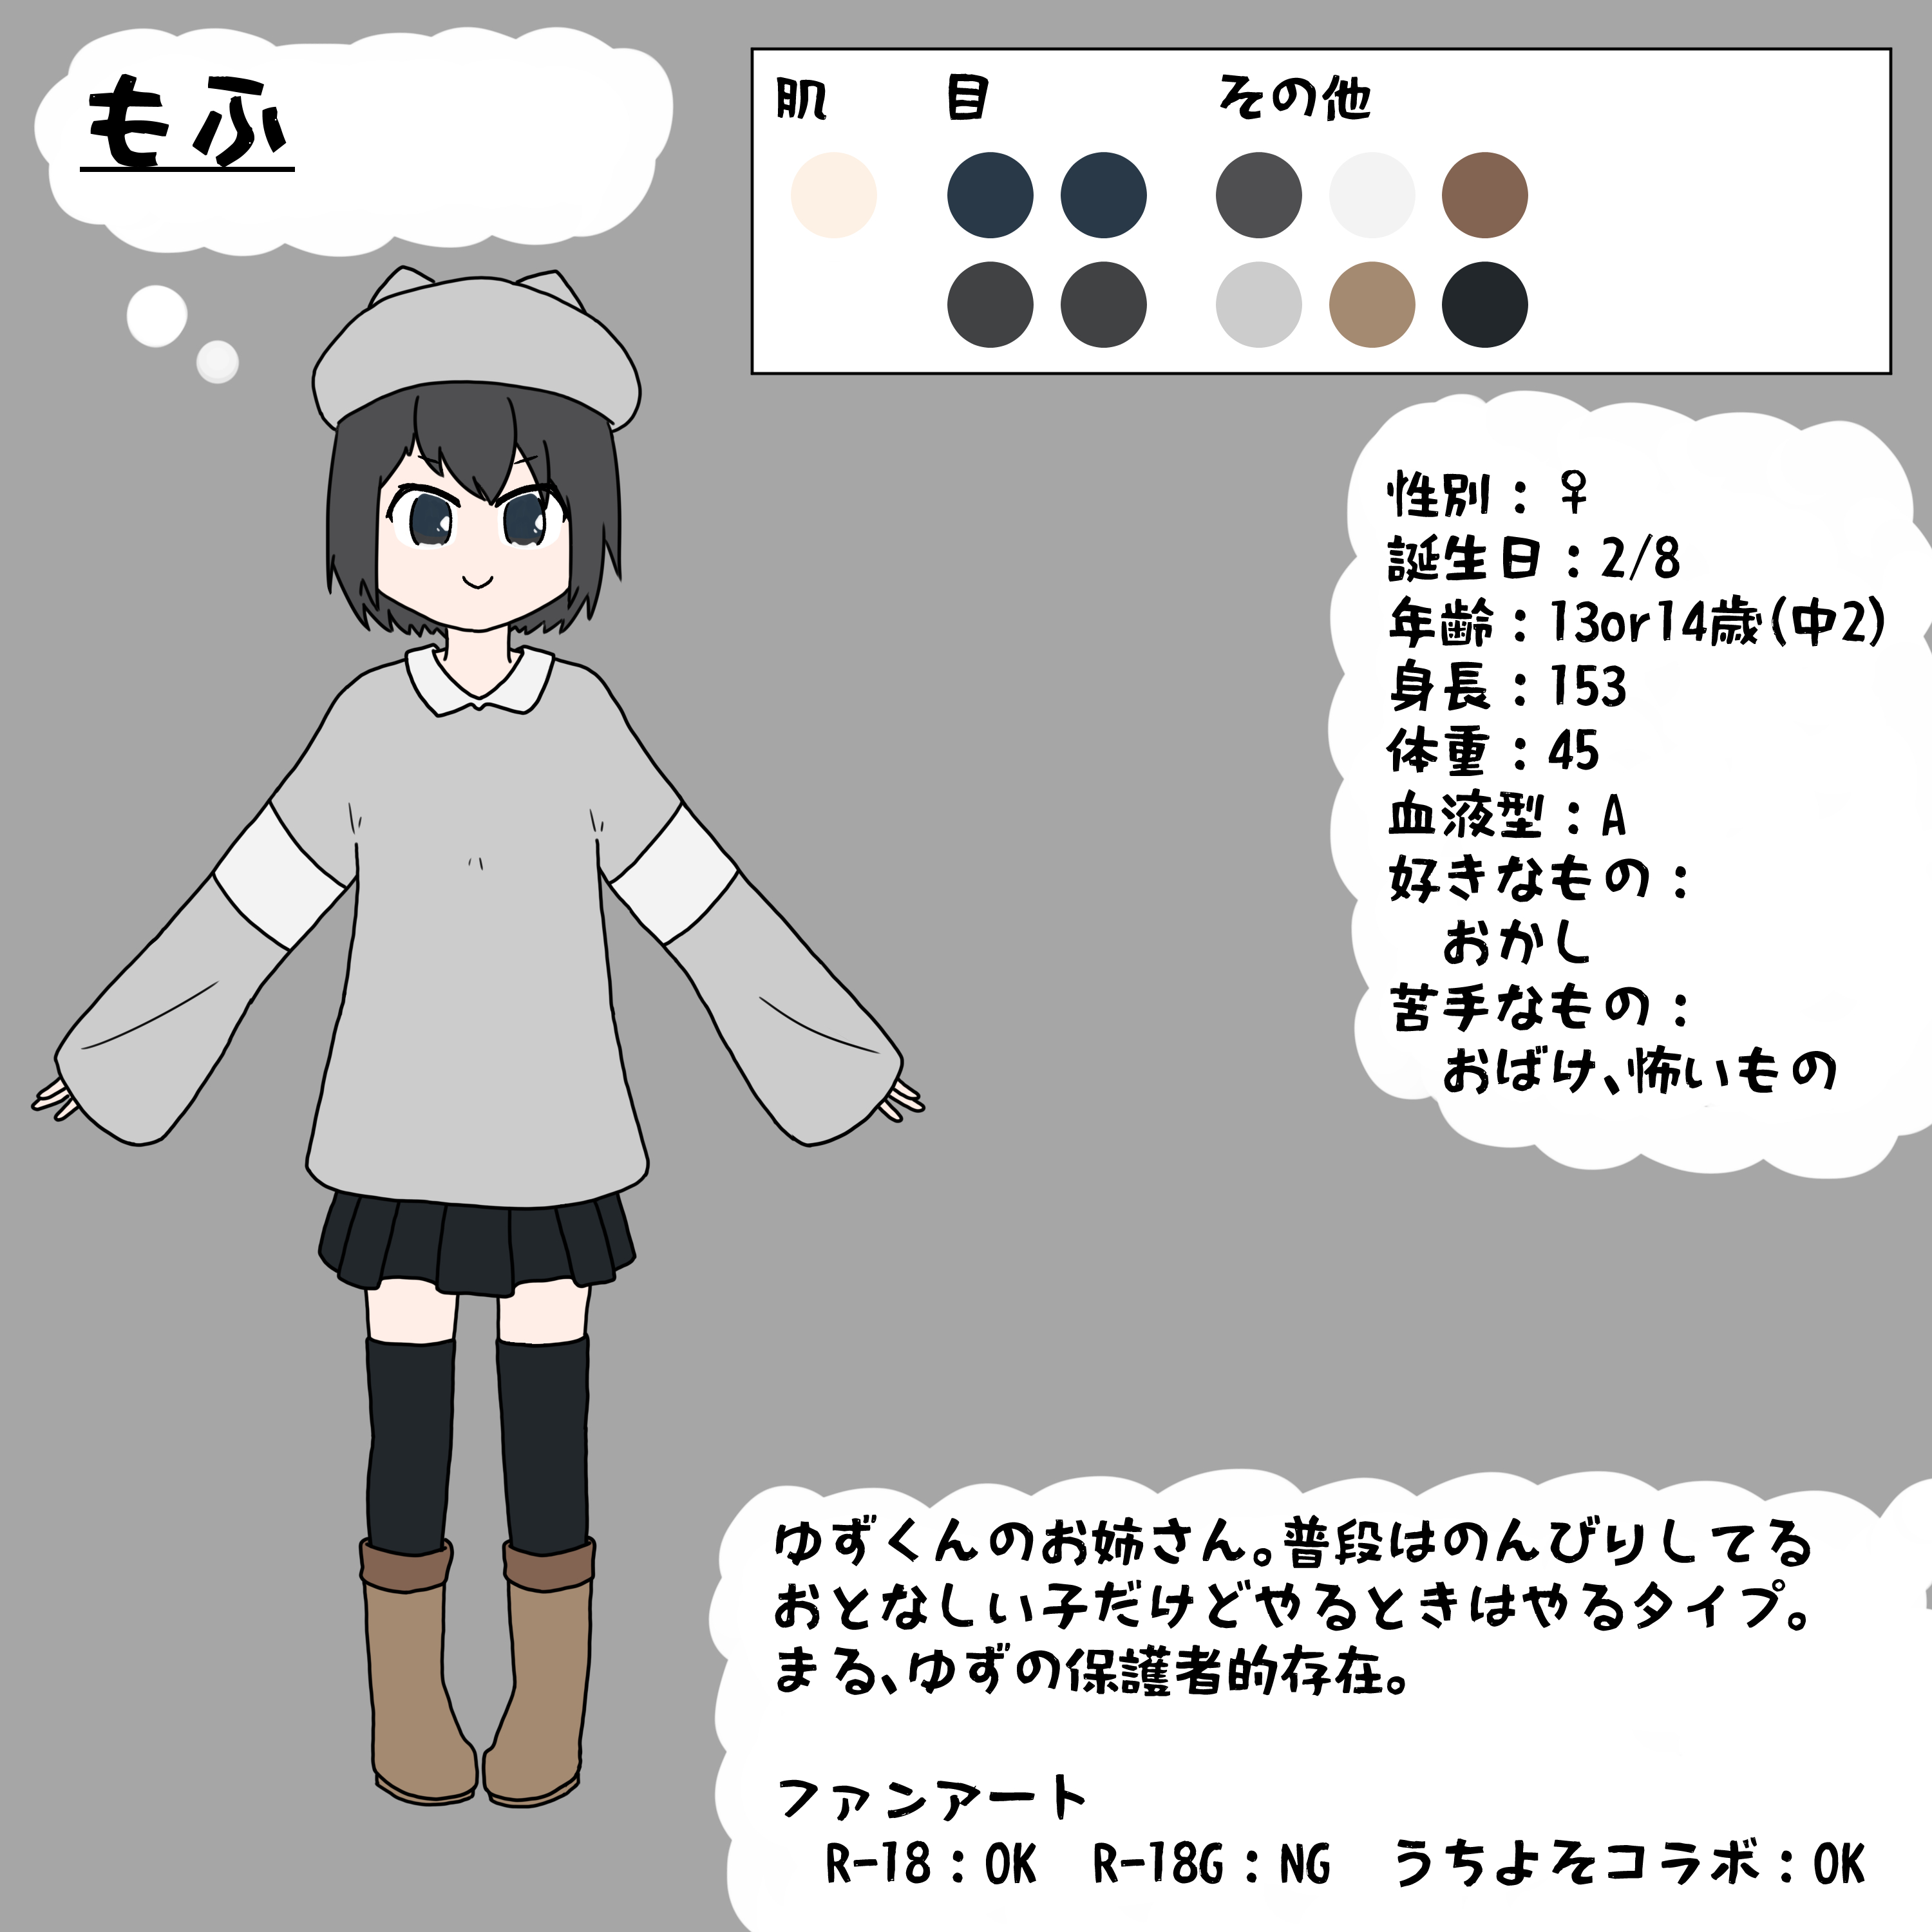 もふ
肌 目 その他
性別：♀
誕生日：2/8
年齢：13or14歳(中2)
身長：153
体重：45
血液型：A
好きなもの：
おかし
苦手なもの：
おばけ、怖いもの
ゆずくんのお姉さん。普段はのんびりしてる
おとなしい子だけどやるときはやるタイプ。
まる、ゆずの保護者的存在。
ファンアート
R-18：OK R-18G：NG うちよそコラボ：OK